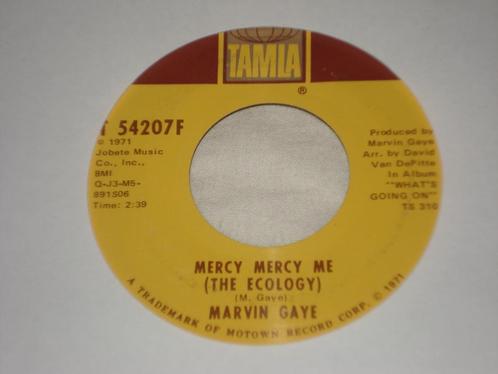 TAMLA
®
T 54207F
© 1971
Jobete Music
Co., Inc.,
BMI
Q-J3-M5-
891S06
Time: 2:39
Produced by
Marvin Gaye
Arr. by David
Van DePitte
In Album
"WHAT'S
GOING ON"
TS 310
MERCY MERCY ME
(THE ECOLOGY)
(M. Gaye)
MARVIN GAYE
A TRADEMARK OF MOTOWN RECORD CORP. © 1971